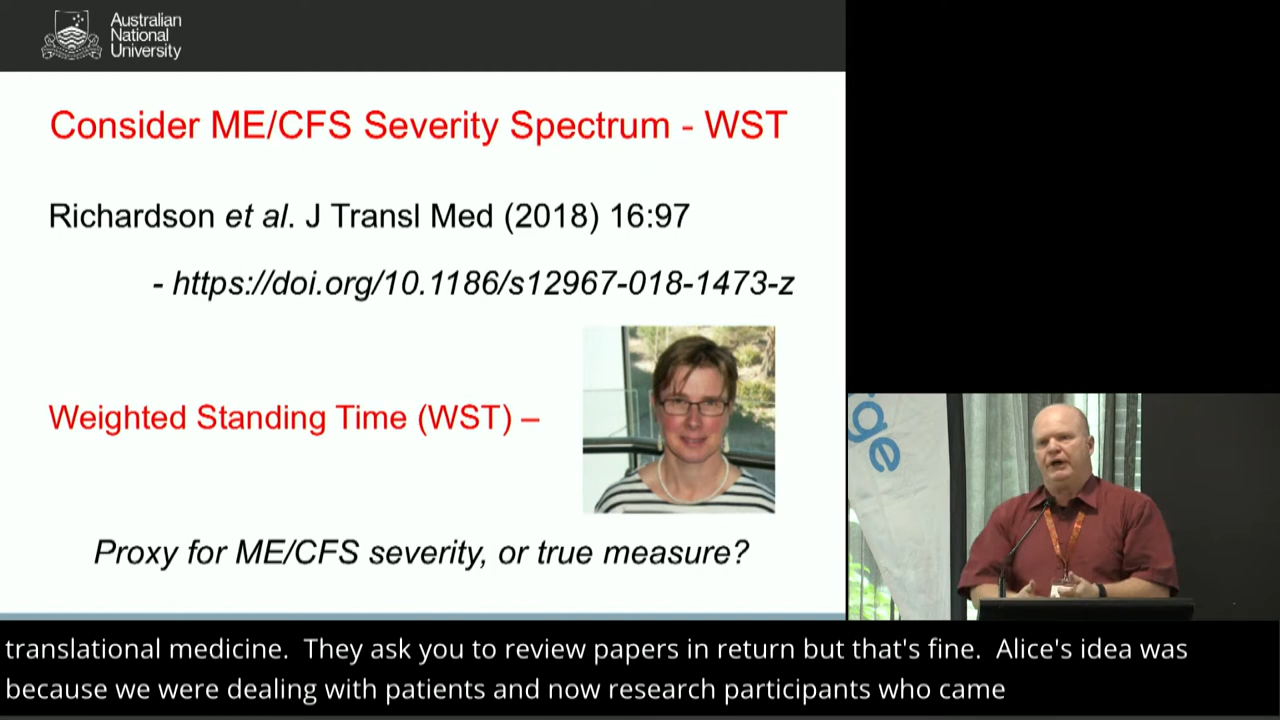 Australian
National
University
Consider ME/CFS Severity Spectrum - WST
Richardson et al. J Transl Med (2018) 16:97
- https://doi.org/10.1186/s12967-018-1473-z
Weighted Standing Time (WST) –
Proxy for ME/CFS severity, or true measure?
translational medicine.  They ask you to review papers in return but that's fine.  Alice's idea was
because we were dealing with patients and now research participants who came